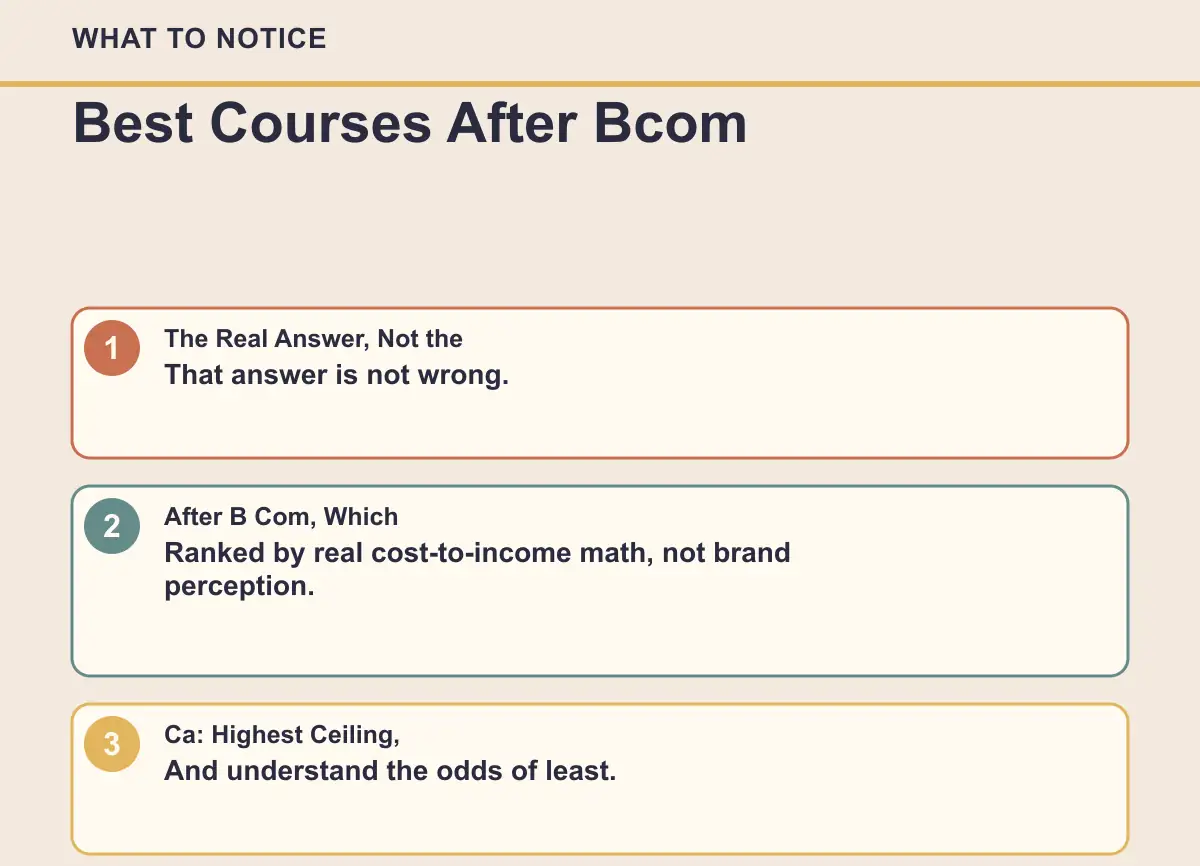 WHAT TO NOTICE
Best Courses After Bcom
1
The Real Answer, Not the
That answer is not wrong.
2
After B Com, Which
Ranked by real cost-to-income math, not brand
perception.
3
Ca: Highest Ceiling,
And understand the odds of least.